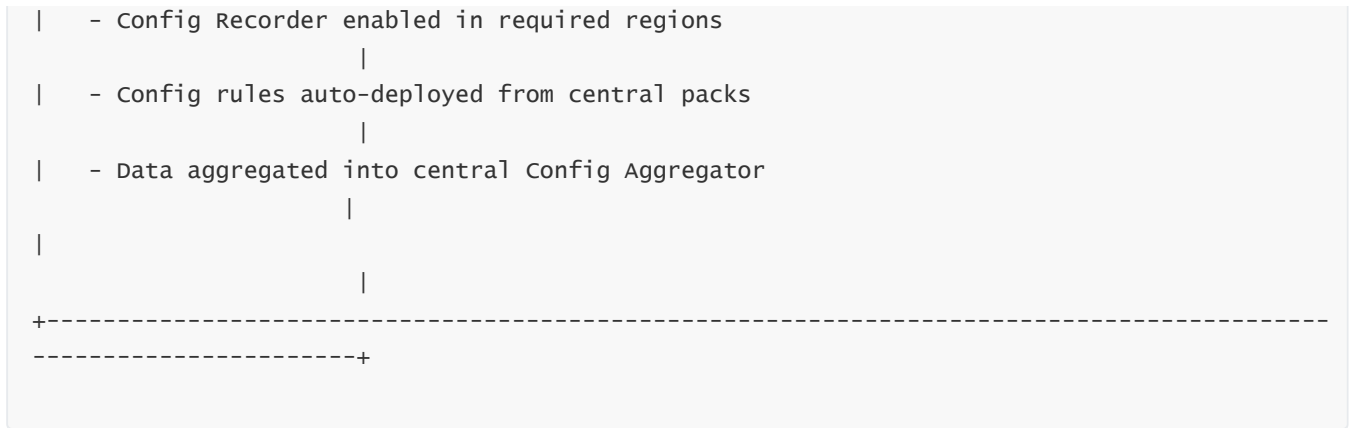 |   - Config Recorder enabled in required regions
|
|   - Config rules auto-deployed from central packs
|
|   - Data aggregated into central Config Aggregator
|
|
|
+------------------------------------------------------------------------------------------
-----------------------+